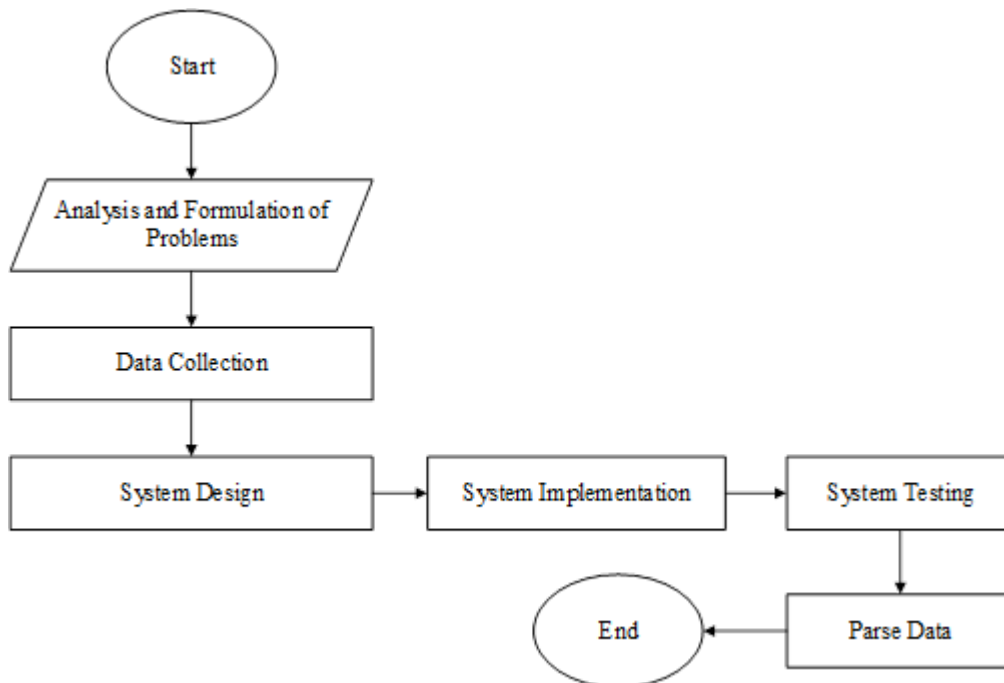 Start
Analysis and Formulation of
Problems
Data Collection
System Design
System Implementation
System Testing
Parse Data
End